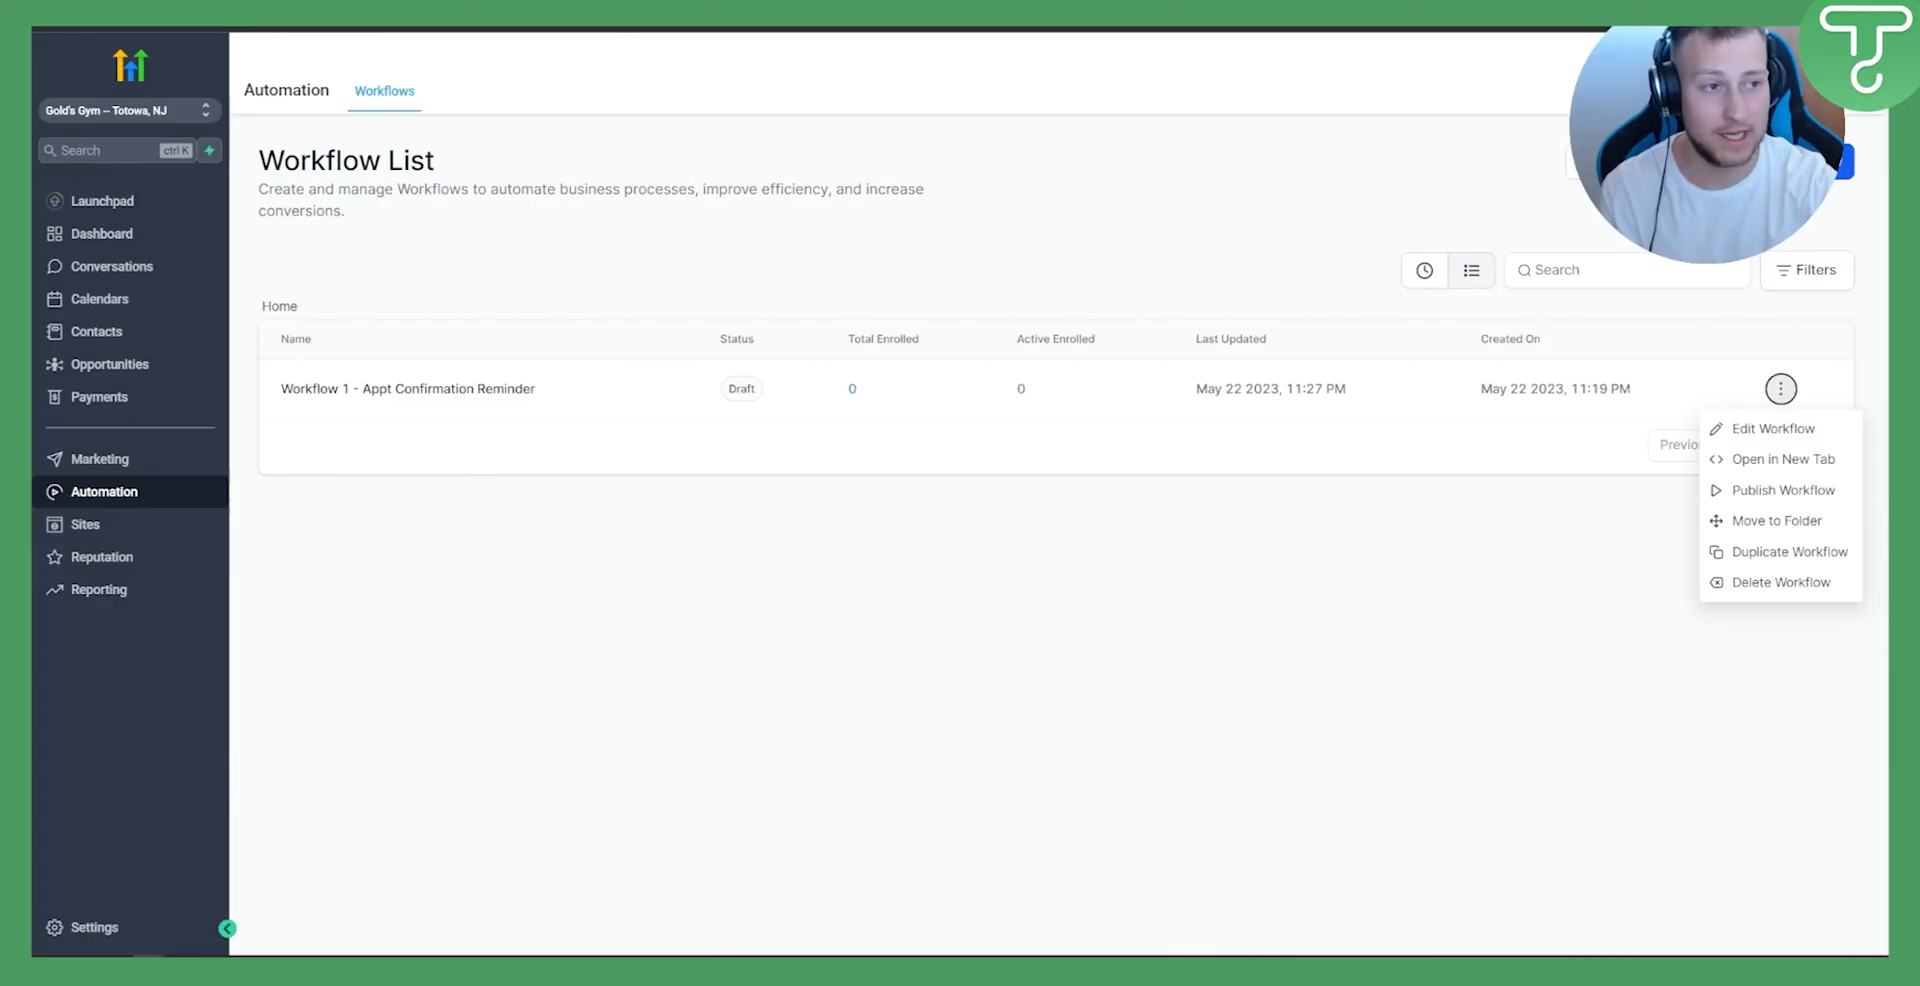 Gold's Gym – Totowa, NJ
Search
ctrl K
Launchpad
Dashboard
Conversations
Calendars
Contacts
Opportunities
Payments
Marketing
Automation
Sites
Reputation
Reporting
Settings
Automation
Workflows
Workflow List
Create and manage Workflows to automate business processes, improve efficiency, and increase
conversions.
Search
Filters
Home
Name Status Total Enrolled Active Enrolled Last Updated Created On
Workflow 1 - Appt Confirmation Reminder Draft 0 0 May 22 2023, 11:27 PM May 22 2023, 11:19 PM
Edit Workflow
Open in New Tab
Publish Workflow
Move to Folder
Duplicate Workflow
Delete Workflow